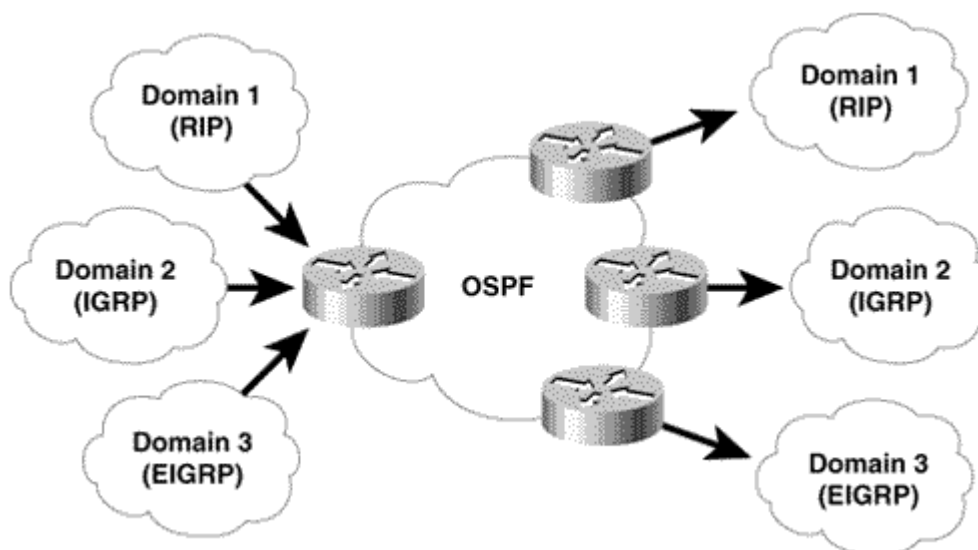 Domain 1
(RIP)
Domain 2
(IGRP)
Domain 3
(EIGRP)
OSPF
Domain 1
(RIP)
Domain 2
(IGRP)
Domain 3
(EIGRP)